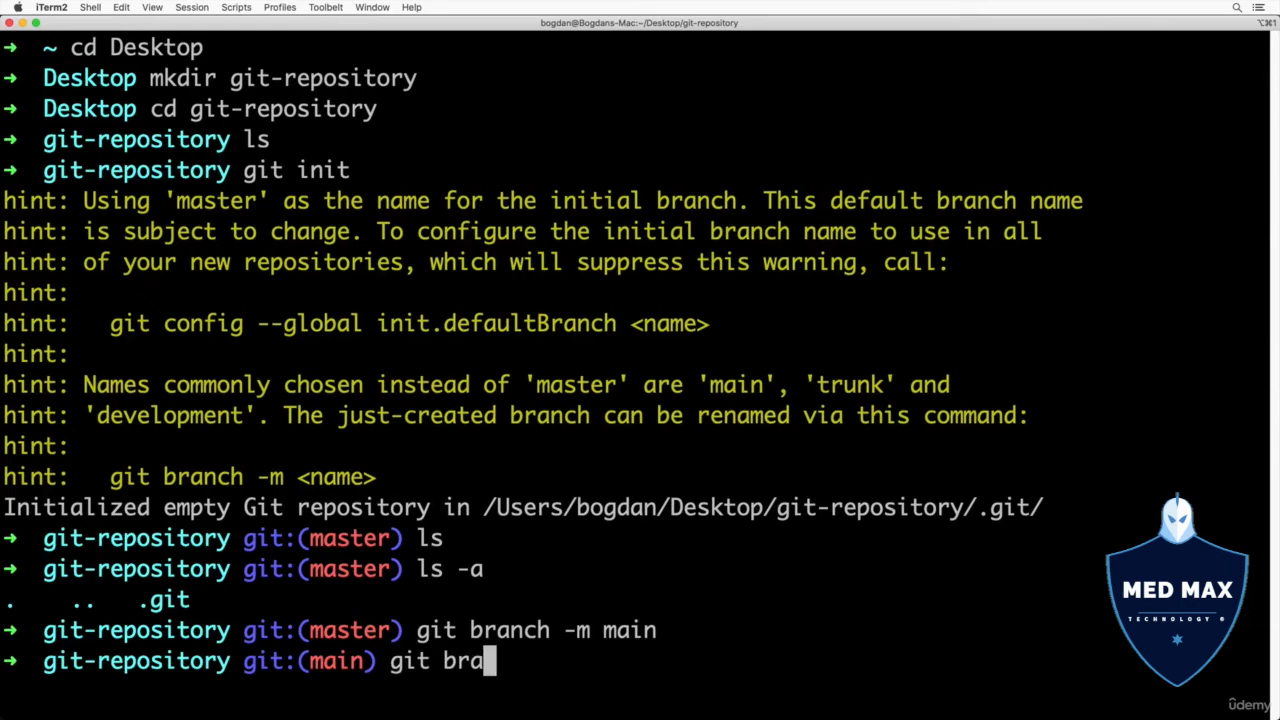 iTerm2 Shell Edit View Session Scripts Profiles Toolbelt Window Help
bogdan@Bogdans-Mac:~/Desktop/git-repository
⌥⌘1
➜ ~ cd Desktop
➜ Desktop mkdir git-repository
➜ Desktop cd git-repository
➜ git-repository ls
➜ git-repository git init
hint: Using 'master' as the name for the initial branch. This default branch name
hint: is subject to change. To configure the initial branch name to use in all
hint: of your new repositories, which will suppress this warning, call:
hint:
hint: git config --global init.defaultBranch <name>
hint:
hint: Names commonly chosen instead of 'master' are 'main', 'trunk' and
hint: 'development'. The just-created branch can be renamed via this command:
hint:
hint: git branch -m <name>
Initialized empty Git repository in /Users/bogdan/Desktop/git-repository/.git/
➜ git-repository git:(master) ls
➜ git-repository git:(master) ls -a
. .. .git
➜ git-repository git:(master) git branch -m main
➜ git-repository git:(main) git bra
MED MAX
TECHNOLOGY ®
ûdemy